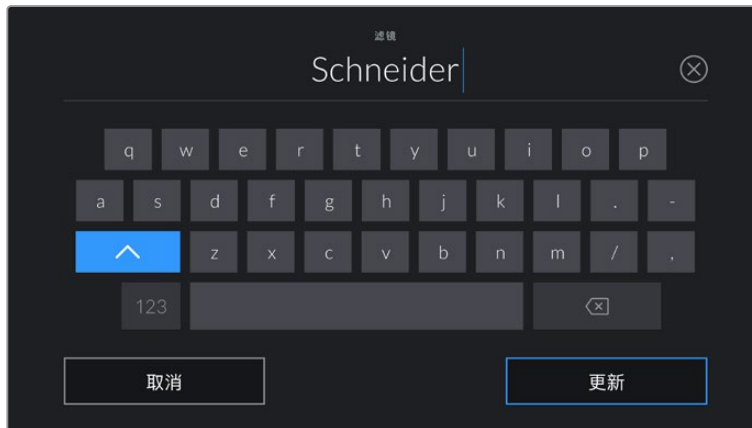 滤镜
Schneider
q w e r t y u i o p
a s d f g h j k l . -
z x c v b n m / ,
123
取消 更新